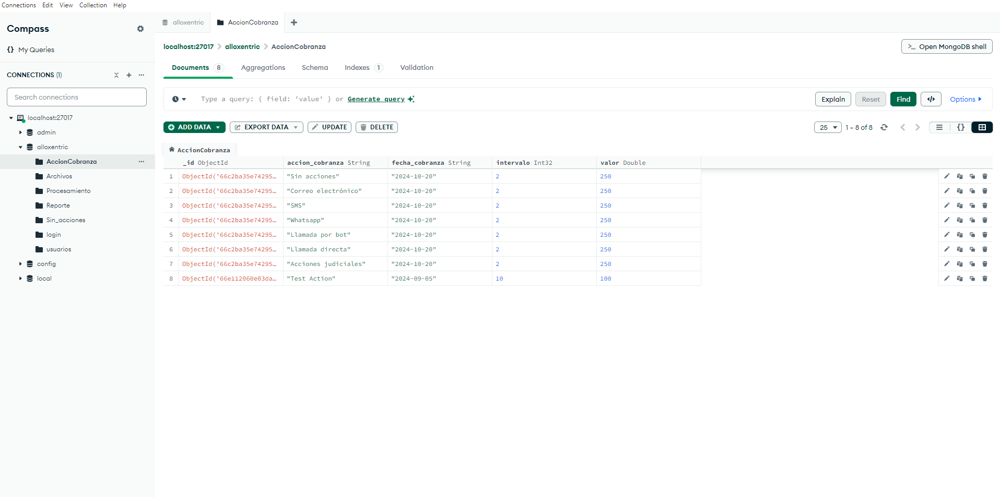 Connections Edit View Collection Help
Compass
My Queries
CONNECTIONS (1)
Search connections
localhost:27017
admin
alloxentric
AccionCobranza
Archivos
Procesamiento
Reporte
Sin_acciones
login
usuarios
config
local
alloxentric AccionCobranza
localhost:27017 alloxentric AccionCobranza
Open MongoDB shell
Documents 8 Aggregations Schema Indexes 1 Validation
Type a query: { field: 'value' } or Generate query
Explain Reset Find </> Options
ADD DATA EXPORT DATA UPDATE DELETE
25 1 – 8 of 8 {}
AccionCobranza
_id ObjectId accion_cobranza String fecha_cobranza String intervalo Int32 valor Double
1 ObjectId('66c2ba35e74295… "Sin acciones" "2024-10-20" 2 250
2 ObjectId('66c2ba35e74295… "Correo electrónico" "2024-10-20" 2 250
3 ObjectId('66c2ba35e74295… "SMS" "2024-10-20" 2 250
4 ObjectId('66c2ba35e74295… "Whatsapp" "2024-10-20" 2 250
5 ObjectId('66c2ba35e74295… "Llamada por bot" "2024-10-20" 2 250
6 ObjectId('66c2ba35e74295… "Llamada directa" "2024-10-20" 2 250
7 ObjectId('66c2ba35e74295… "Acciones judiciales" "2024-10-20" 2 250
8 ObjectId('66e112060e03da… "Test Action" "2024-09-05" 10 100